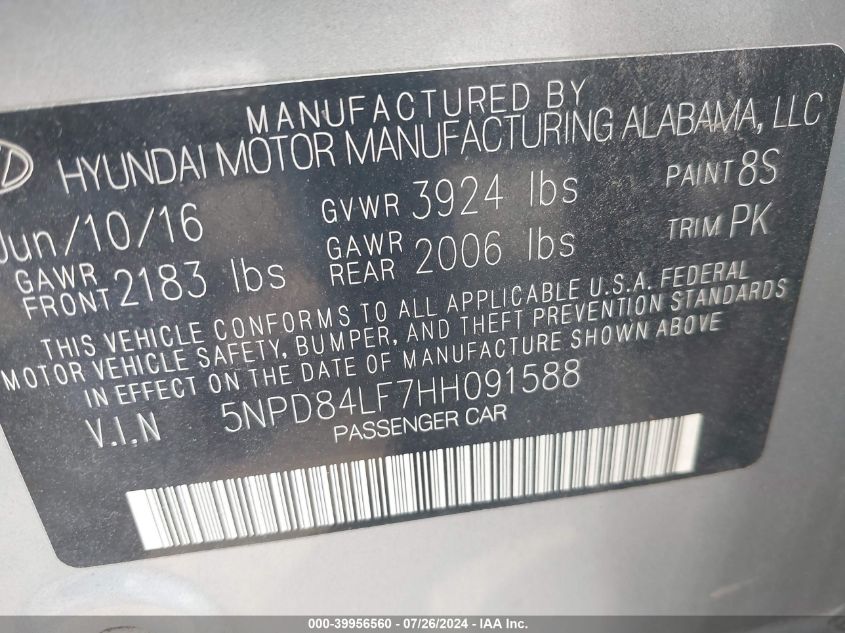 MANUFACTURED BY
HYUNDAI MOTOR MANUFACTURING ALABAMA, LLC
Jun/10/16 GVWR 3924 lbs PAINT 8S
GAWR FRONT 2183 lbs GAWR REAR 2006 lbs TRIM PK
THIS VEHICLE CONFORMS TO ALL APPLICABLE U.S.A. FEDERAL
MOTOR VEHICLE SAFETY, BUMPER, AND THEFT PREVENTION STANDARDS
IN EFFECT ON THE DATE OF MANUFACTURE SHOWN ABOVE
V.I.N 5NPD84LF7HH091588
PASSENGER CAR
000-39956560 / 07/26/2024 - IAA Inc.